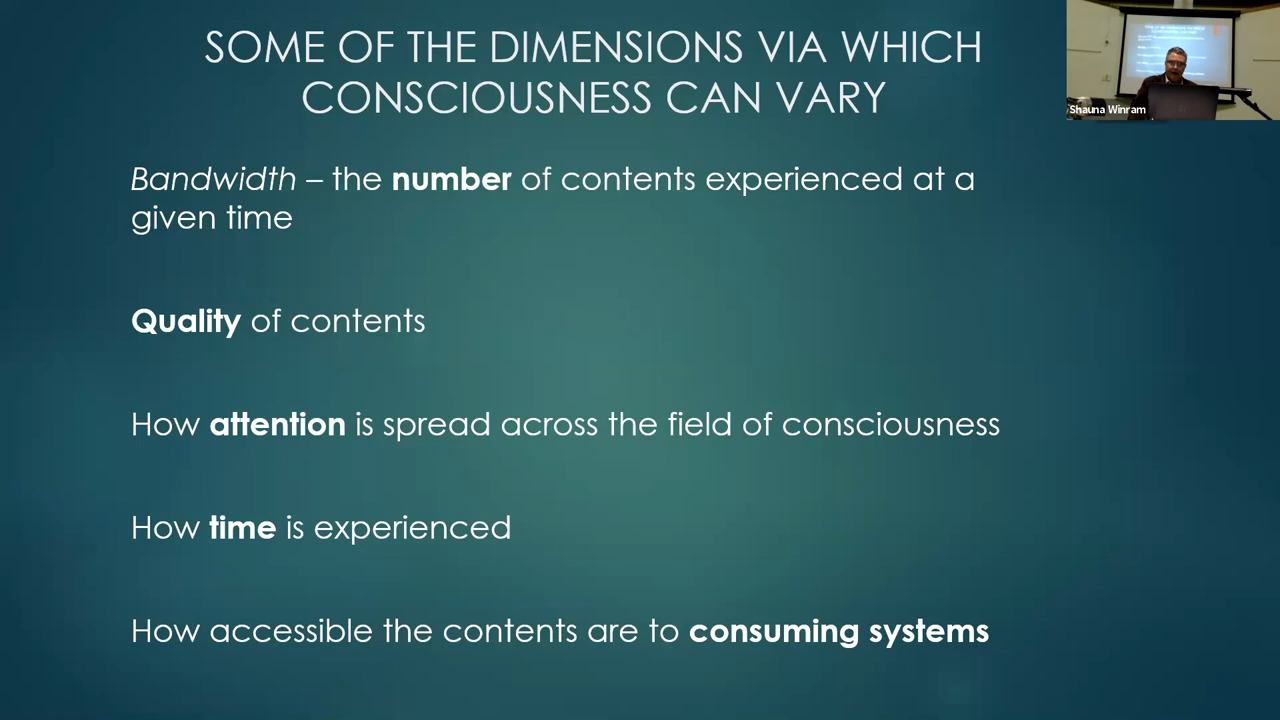 SOME OF THE DIMENSIONS VIA WHICH
CONSCIOUSNESS CAN VARY
Bandwidth – the number of contents experienced at a
given time
Quality of contents
How attention is spread across the field of consciousness
How time is experienced
How accessible the contents are to consuming systems
Shauna Winram